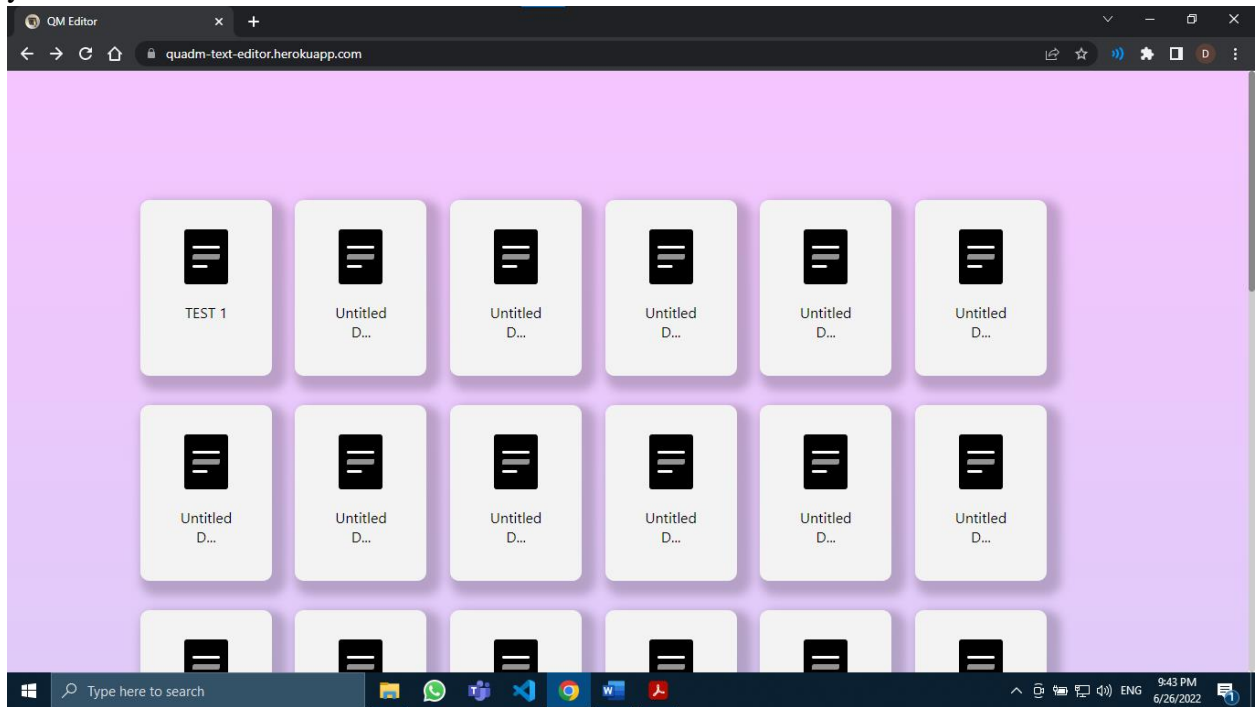 QM Editor
quadm-text-editor.herokuapp.com
D
TEST 1
Untitled
D...
Untitled
D...
Untitled
D...
Untitled
D...
Untitled
D...
Untitled
D...
Untitled
D...
Untitled
D...
Untitled
D...
Untitled
D...
Untitled
D...
Type here to search
ENG
9:43 PM
6/26/2022
1